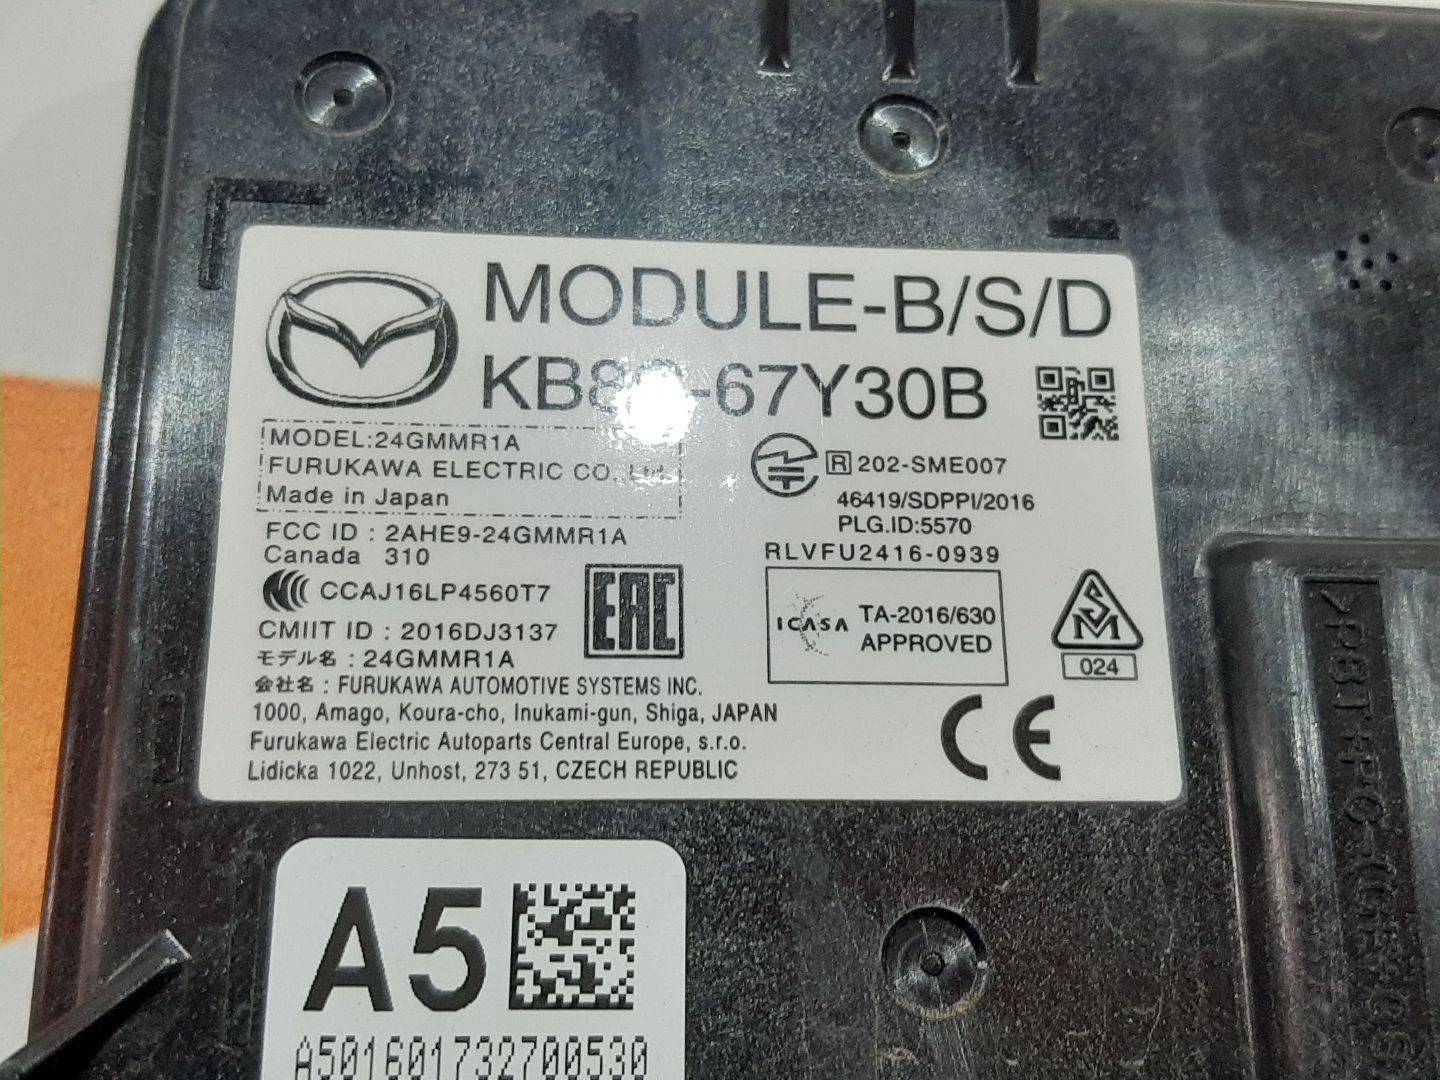 MODULE-B/S/D
-67Y30B
MODEL:24GMMR1A
FURUKAWA ELECTRIC CO., Ltd.
Made in Japan
FCC ID : 2AHE9-24GMMR1A
Canada 310
CCAJ16LP4560T7
CMIIT ID : 2016DJ3137
モデル名 : 24GMMR1A
会社名 : FURUKAWA AUTOMOTIVE SYSTEMS INC.
1000, Amago, Koura-cho, Inukami-gun, Shiga, JAPAN
Furukawa Electric Autoparts Central Europe, s.r.o.
Lidicka 1022, Unhost, 273 51, CZECH REPUBLIC
R 202-SME007
46419/SDPPI/2016
PLG.ID:5570
RLVFU2416-0939
EAC
ICASA TA-2016/630
APPROVED
SM
024
CE
A5
A501601732700530